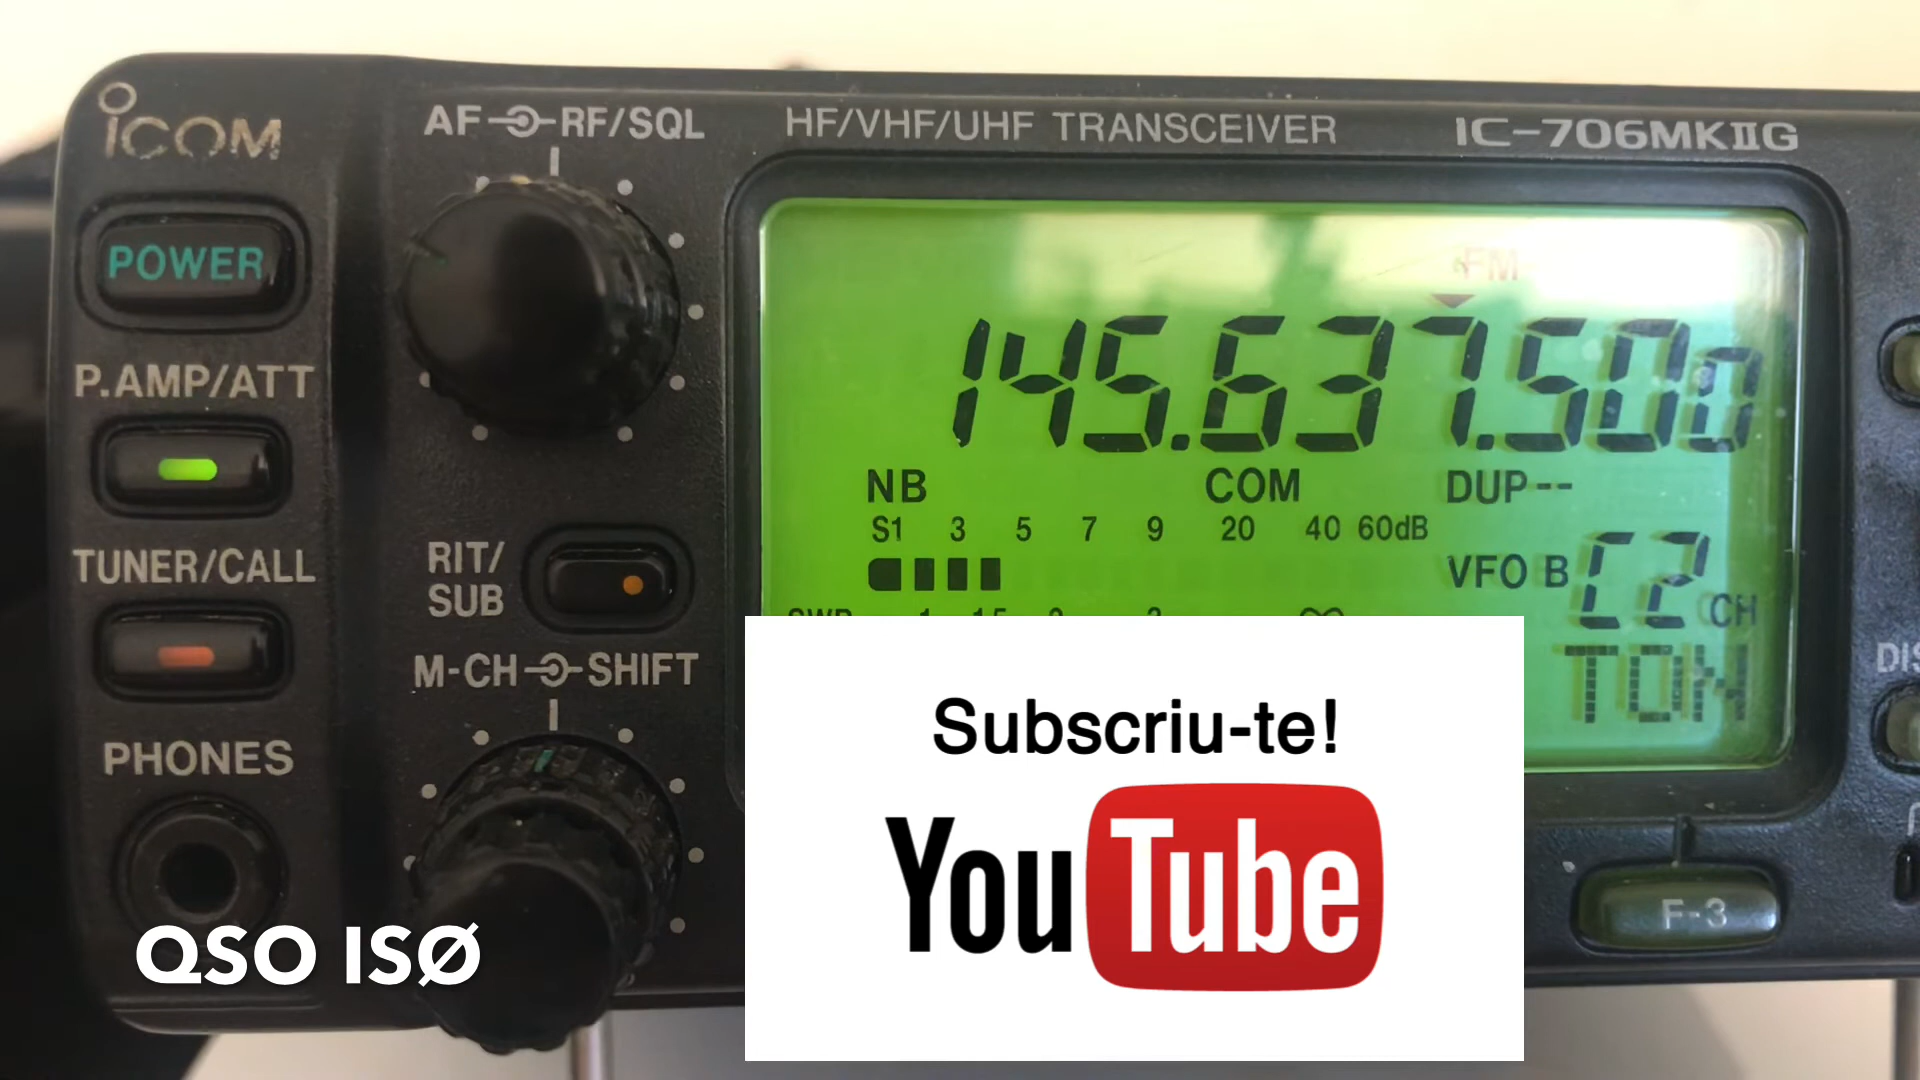 ICOM
AF RF/SQL
HF/VHF/UHF TRANSCEIVER
IC-706MKIIG
POWER
FM
145.637.500
P.AMP/ATT
NB COM DUP--
S1 3 5 7 9 20 40 60dB
TUNER/CALL
RIT/
SUB
VFO B C2 CH
M-CH SHIFT
TON
PHONES
Subscriu-te!
YouTube
F-3
QSO ISØ